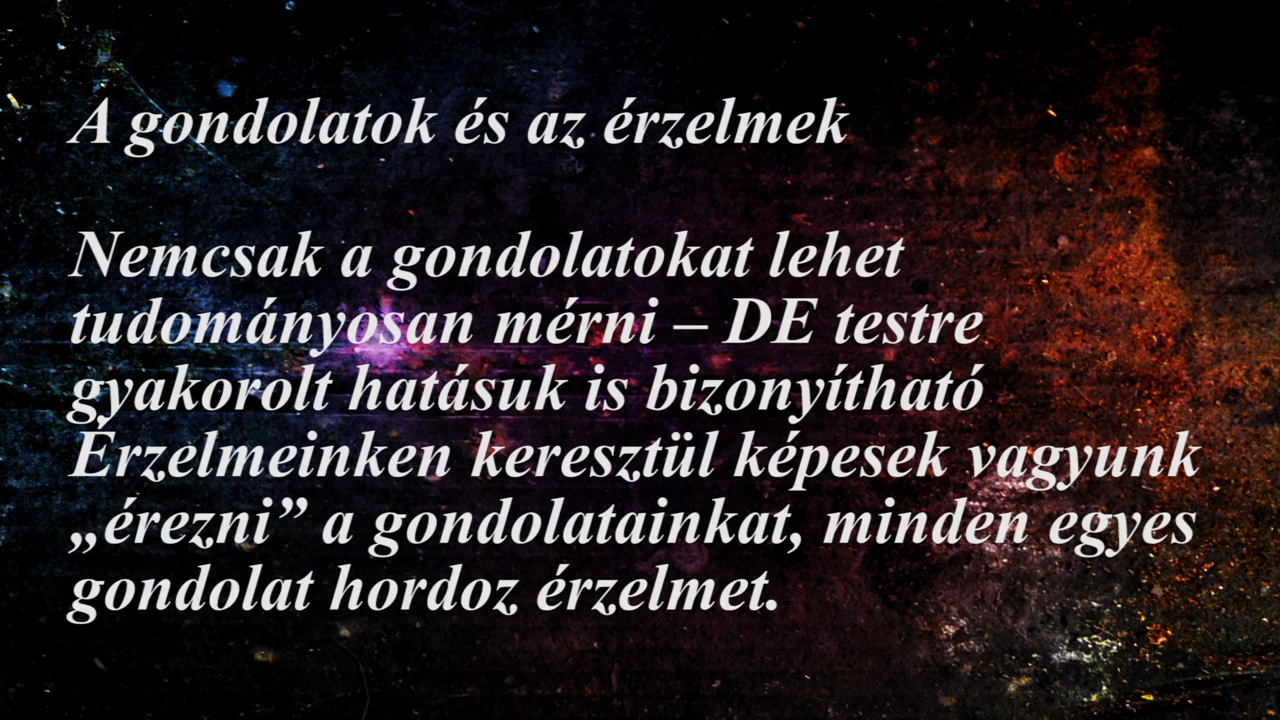 A gondolatok és az érzelmek
Nemcsak a gondolatokat lehet
tudományosan mérni – DE testre
gyakorolt hatásuk is bizonyítható
Érzelmeinken keresztül képesek vagyunk
„érezni” a gondolatainkat, minden egyes
gondolat hordoz érzelmet.